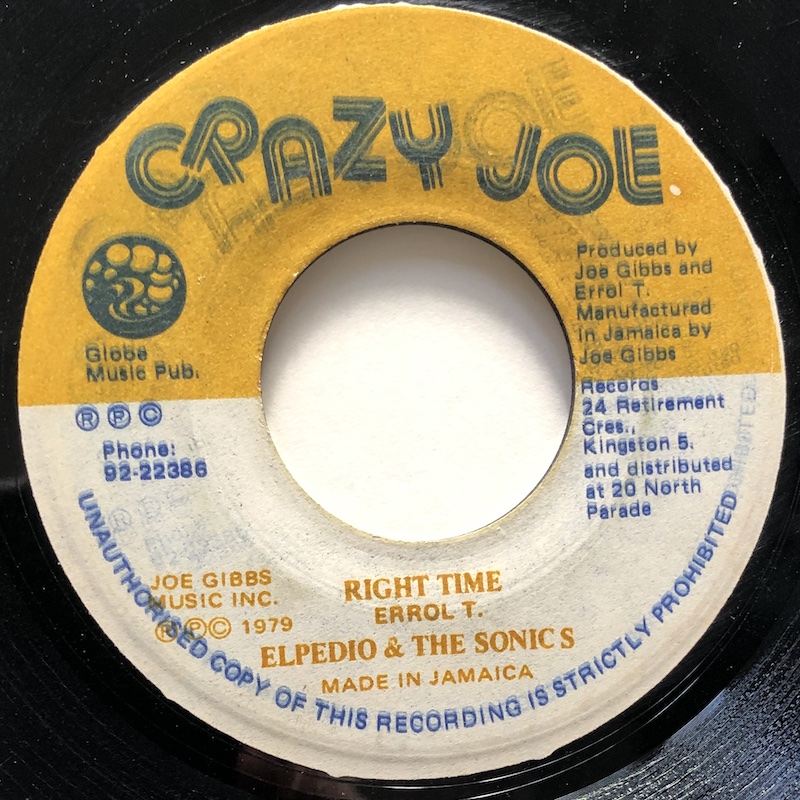 CRAZY JOE
Globe
Music Pub.
Ⓡ Ⓟ Ⓒ
Phone:
92-22386
Produced by
Joe Gibbs and
Errol T.
Manufactured
in Jamaica by
Joe Gibbs
Records
24 Retirement
Cres.,
Kingston 5.
and distributed
at 20 North
Parade
JOE GIBBS
MUSIC INC.
Ⓡ Ⓟ Ⓒ 1979
RIGHT TIME
ERROL T.
ELPEDIO & THE SONIC S
MADE IN JAMAICA
UNAUTHORISED COPY OF THIS RECORDING IS STRICTLY PROHIBITED